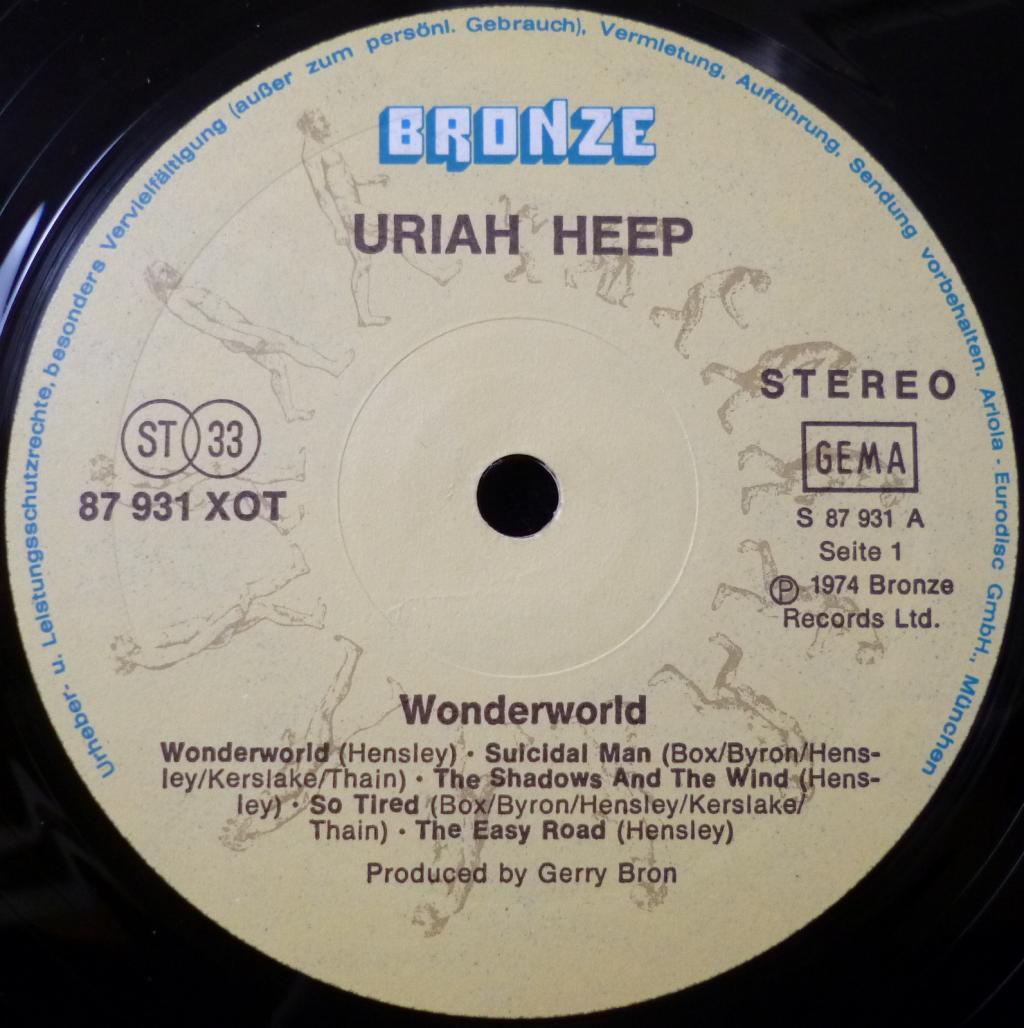 Urheber- u. Leistungsschutzrechte, besonders Vervielfältigung (außer zum persönl. Gebrauch), Vermietung, Aufführung, Sendung vorbehalten. Ariola - Eurodisc GmbH., München
BRONZE
URIAH HEEP
STEREO
ST 33
GEMA
87 931 XOT
S 87 931 A
Seite 1
Ⓟ 1974 Bronze
Records Ltd.
Wonderworld
Wonderworld (Hensley) · Suicidal Man (Box/Byron/Hens-
ley/Kerslake/Thain) · The Shadows And The Wind (Hens-
ley) · So Tired (Box/Byron/Hensley/Kerslake/
Thain) · The Easy Road (Hensley)
Produced by Gerry Bron